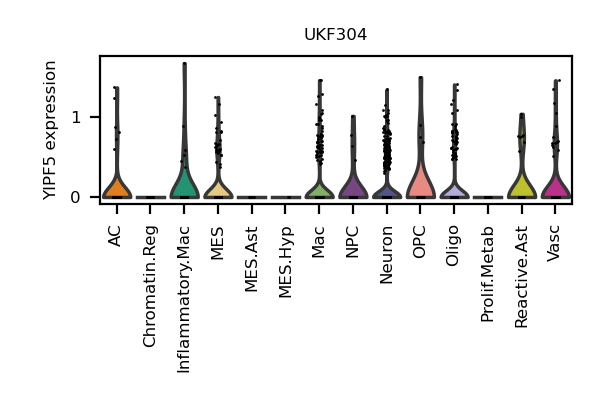 UKF304
YIPF5 expression
1
0
AC
Chromatin.Reg
Inflammatory.Mac
MES
MES.Ast
MES.Hyp
Mac
NPC
Neuron
OPC
Oligo
Prolif.Metab
Reactive.Ast
Vasc